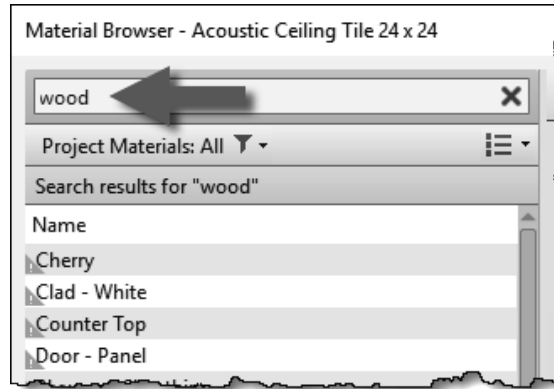 Material Browser - Acoustic Ceiling Tile 24 x 24
wood
Project Materials: All
Search results for "wood"
Name
Cherry
Clad - White
Counter Top
Door - Panel